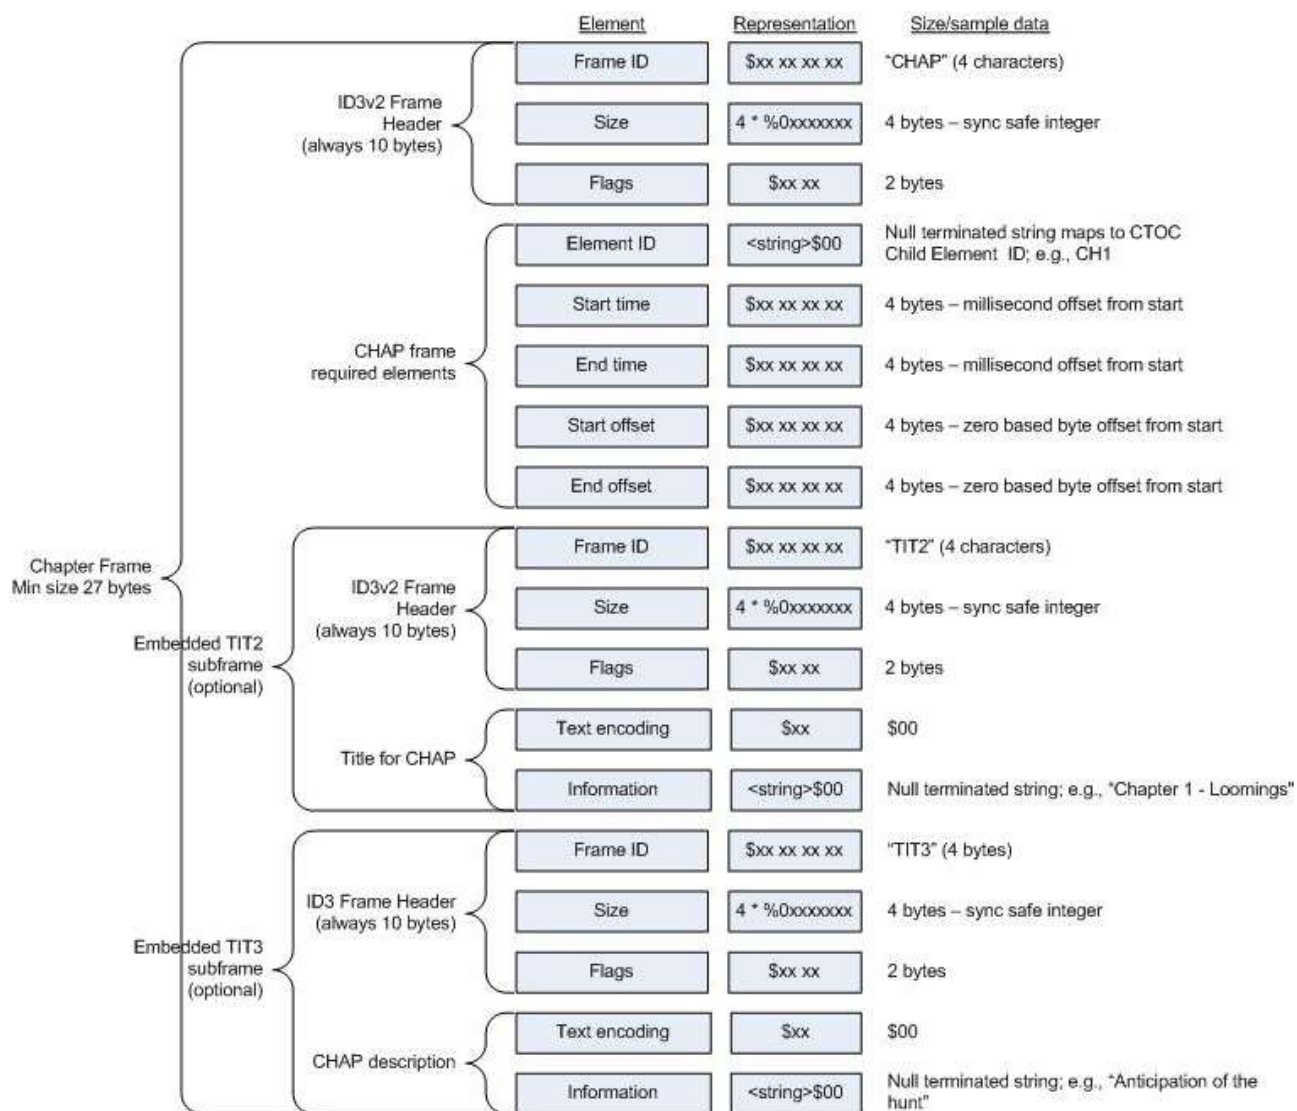 Element Representation Size/sample data
Frame ID $xx xx xx xx "CHAP" (4 characters)
ID3v2 Frame
Header
(always 10 bytes)
Size 4 * %0xxxxxxx 4 bytes – sync safe integer
Flags $xx xx 2 bytes
Element ID <string>$00 Null terminated string maps to CTOC
Child Element ID; e.g., CH1
Start time $xx xx xx xx 4 bytes – millisecond offset from start
CHAP frame
required elements
End time $xx xx xx xx 4 bytes – millisecond offset from start
Start offset $xx xx xx xx 4 bytes – zero based byte offset from start
End offset $xx xx xx xx 4 bytes – zero based byte offset from start
Chapter Frame
Min size 27 bytes
Frame ID $xx xx xx xx "TIT2" (4 characters)
ID3v2 Frame
Header
(always 10 bytes)
Size 4 * %0xxxxxxx 4 bytes – sync safe integer
Embedded TIT2
subframe
(optional)
Flags $xx xx 2 bytes
Text encoding $xx $00
Title for CHAP
Information <string>$00 Null terminated string; e.g., "Chapter 1 - Loomings"
Frame ID $xx xx xx xx "TIT3" (4 bytes)
ID3 Frame Header
(always 10 bytes)
Size 4 * %0xxxxxxx 4 bytes – sync safe integer
Embedded TIT3
subframe
(optional)
Flags $xx xx 2 bytes
Text encoding $xx $00
CHAP description
Information <string>$00 Null terminated string; e.g., "Anticipation of the
hunt"